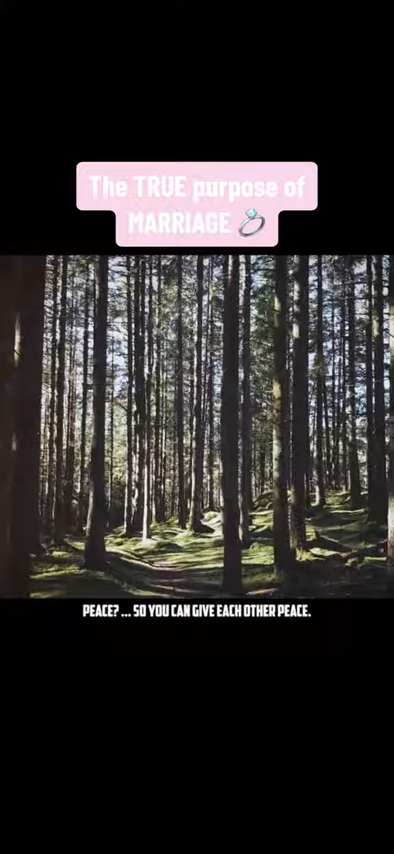 The TRUE purpose of
MARRIAGE 💍
PEACE? ... SO YOU CAN GIVE EACH OTHER PEACE.